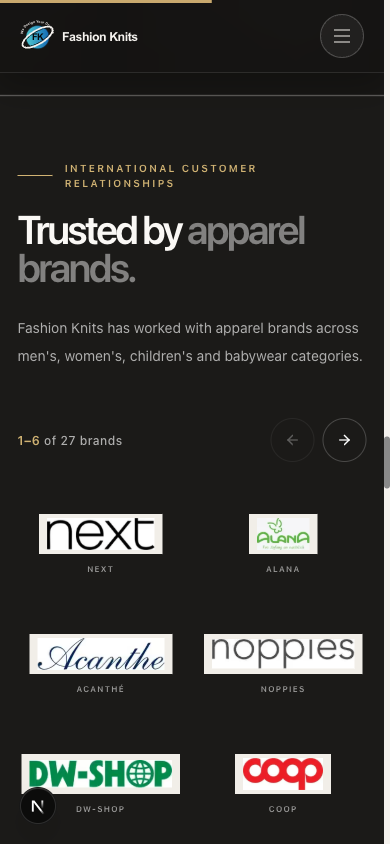 FK
Fashion Knits
INTERNATIONAL CUSTOMER
RELATIONSHIPS
Trusted by apparel
brands.
Fashion Knits has worked with apparel brands across
men's, women's, children's and babywear categories.
1–6 of 27 brands
next
ALANA
NEXT
ALANA
Acanthe
noppies
ACANTHÉ
NOPPIES
DW-SHOP
coop
N
DW-SHOP
COOP